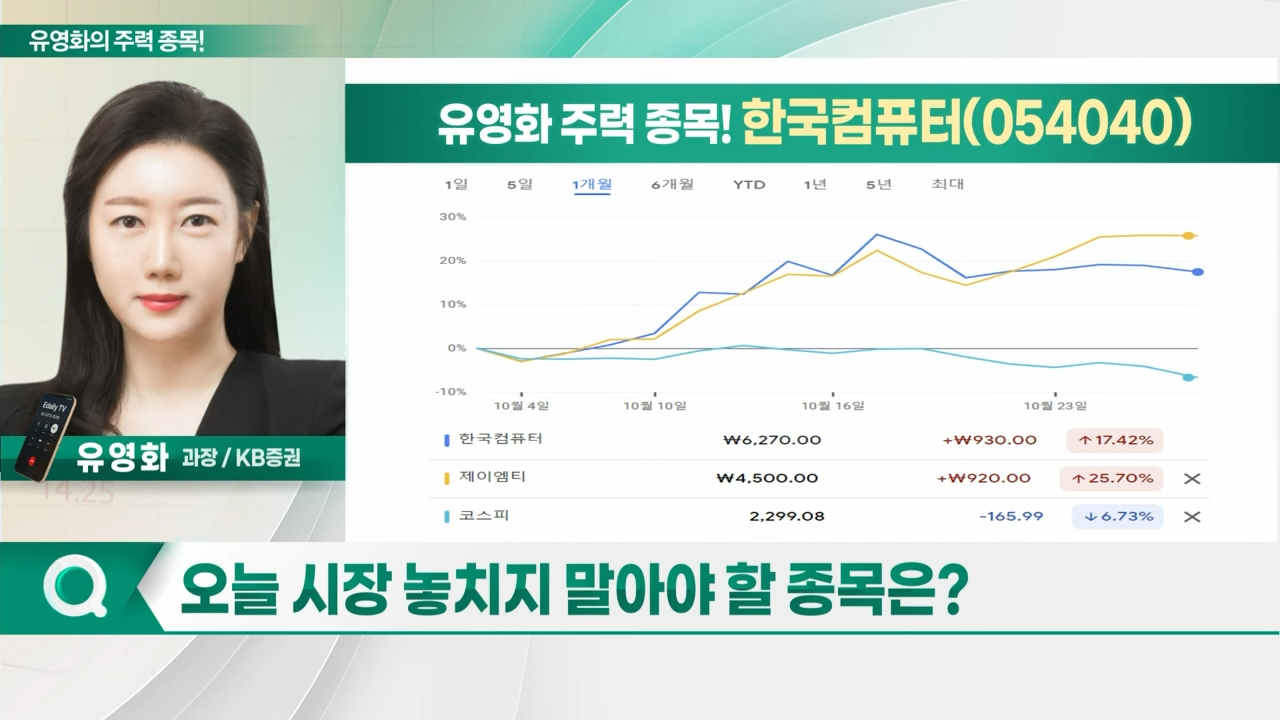 유영화의 주력 종목!
유영화 주력 종목! 한국컴퓨터(054040)
1일 5일 1개월 6개월 YTD 1년 5년 최대
30%
20%
10%
0%
-10%
10월 4일 10월 10일 10월 16일 10월 23일
한국컴퓨터 ₩6,270.00 +₩930.00 ↑17.42%
제이엠티 ₩4,500.00 +₩920.00 ↑25.70% ✕
코스피 2,299.08 -165.99 ↓6.73% ✕
Edaily TV
유영화 과장 / KB증권
14.25
오늘 시장 놓치지 말아야 할 종목은?